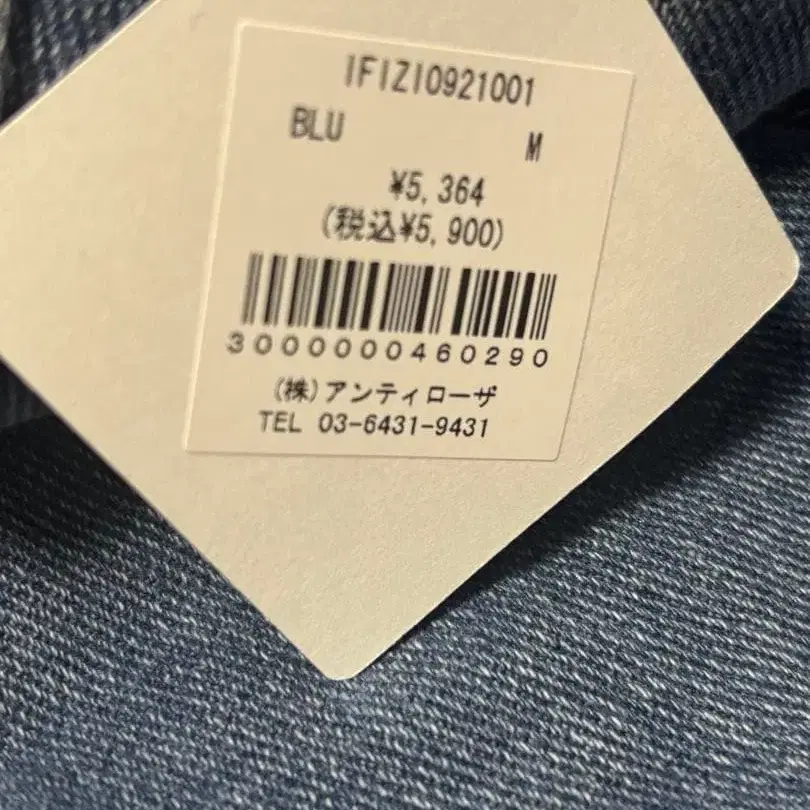 IFIZI0921001
BLU M
¥5,364
(税込¥5,900)
3000000460290
(株)アンティローザ
TEL 03-6431-9431